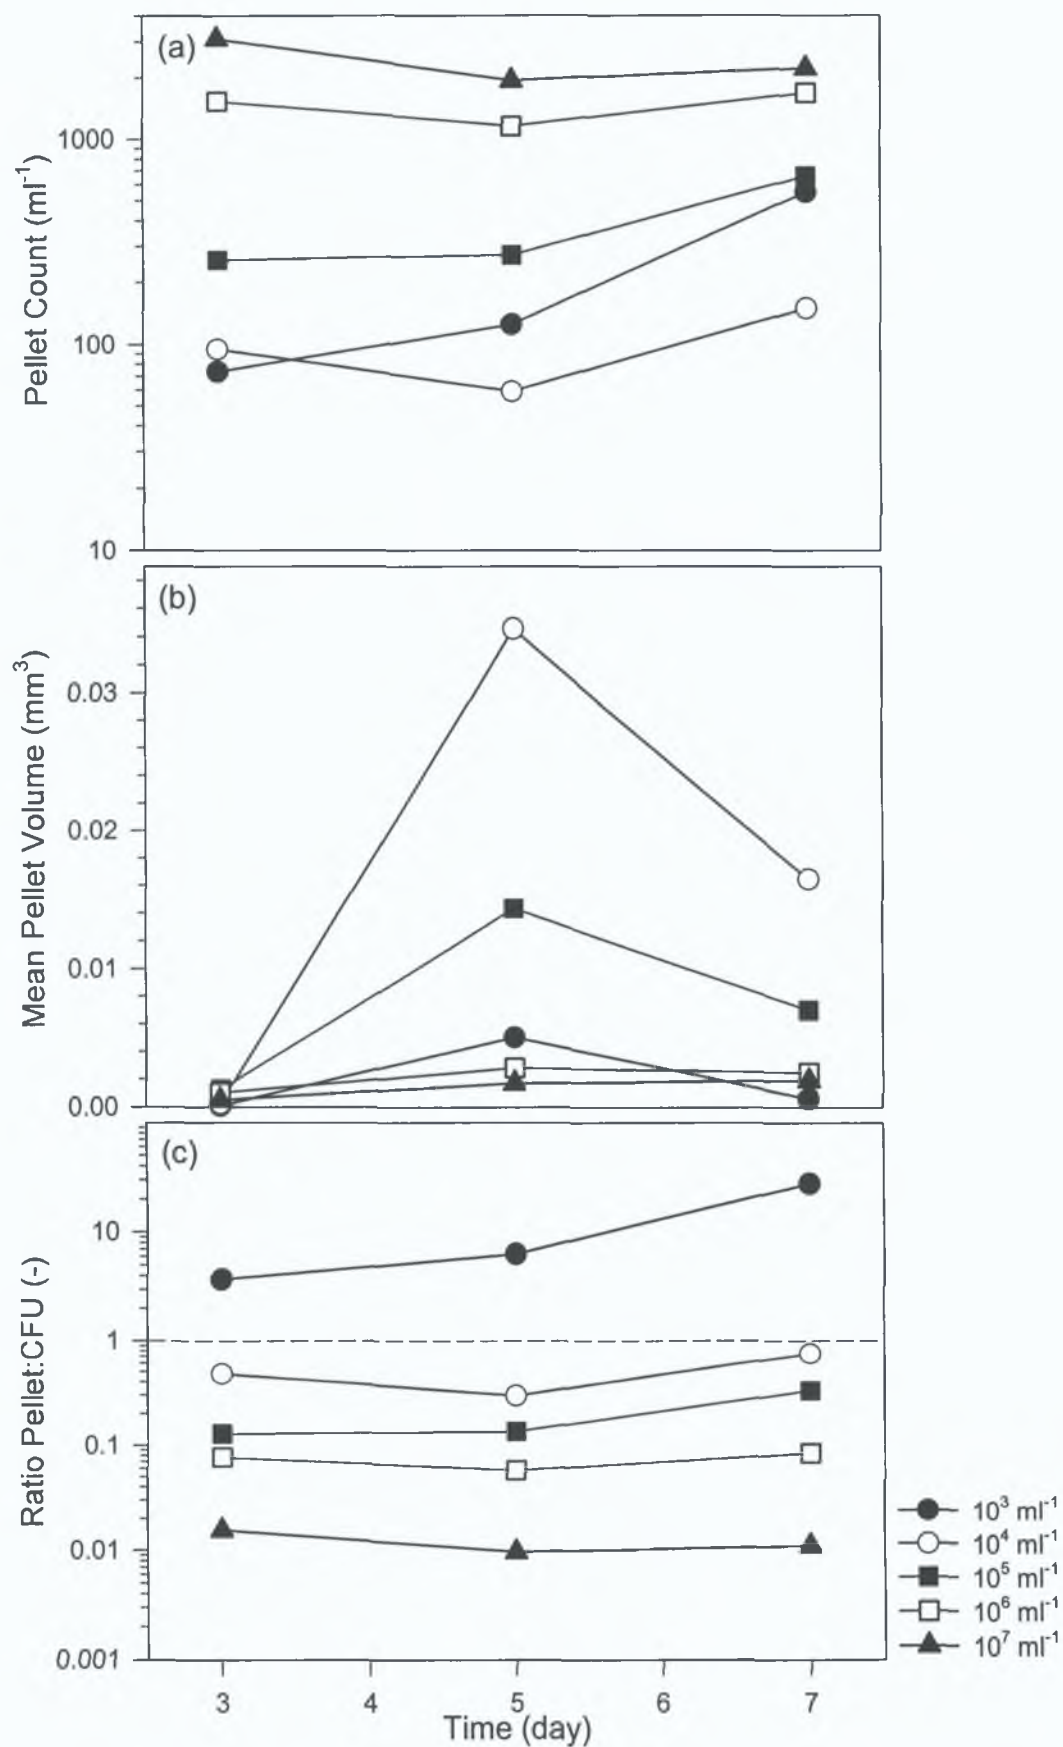 (a)
1000
100
10
Pellet Count (ml⁻¹)
(b)
0.03
0.02
0.01
0.00
Mean Pellet Volume (mm³)
(c)
10
1
0.1
0.01
0.001
Ratio Pellet:CFU (-)
3 4 5 6 7
Time (day)
10³ ml⁻¹
10⁴ ml⁻¹
10⁵ ml⁻¹
10⁶ ml⁻¹
10⁷ ml⁻¹